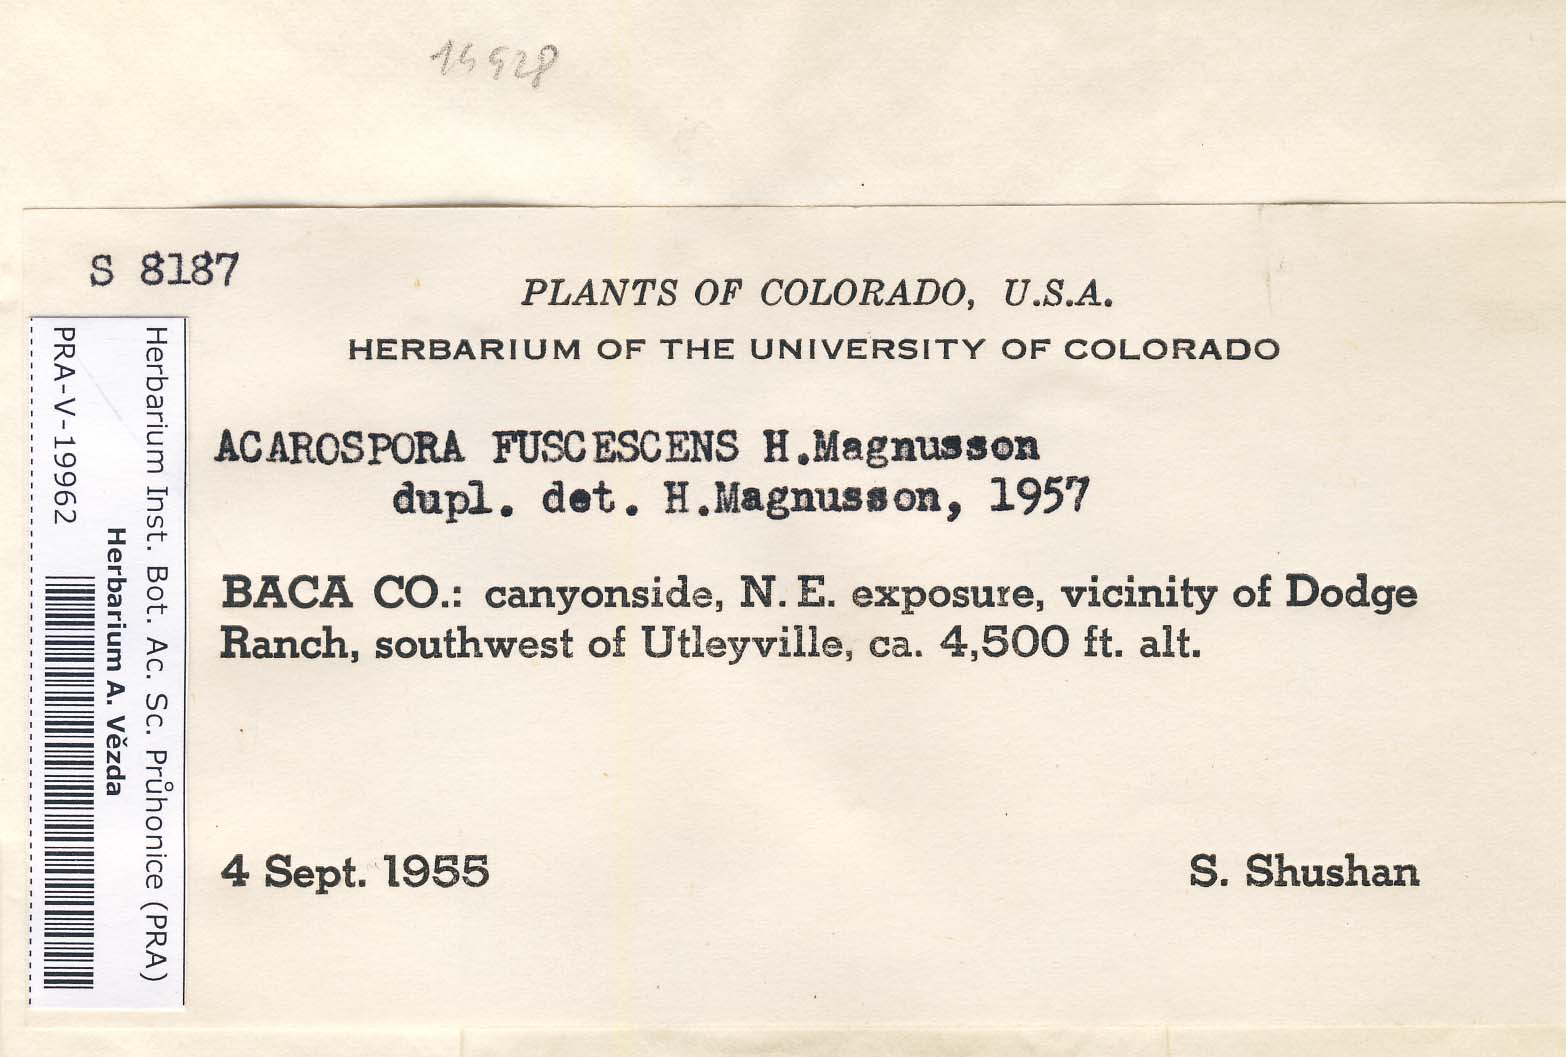 S 8187
PLANTS OF COLORADO, U.S.A.
HERBARIUM OF THE UNIVERSITY OF COLORADO
ACAROSPORA FUSCESCENS H.Magnusson
dupl. det. H.Magnusson, 1957
BACA CO.: canyonside, N. E. exposure, vicinity of Dodge
Ranch, southwest of Utleyville, ca. 4,500 ft. alt.
4 Sept. 1955
S. Shushan
Herbarium Inst. Bot. Ac. Sc. Průhonice (PRA)
Herbarium A. Vězda
PRA-V-19962